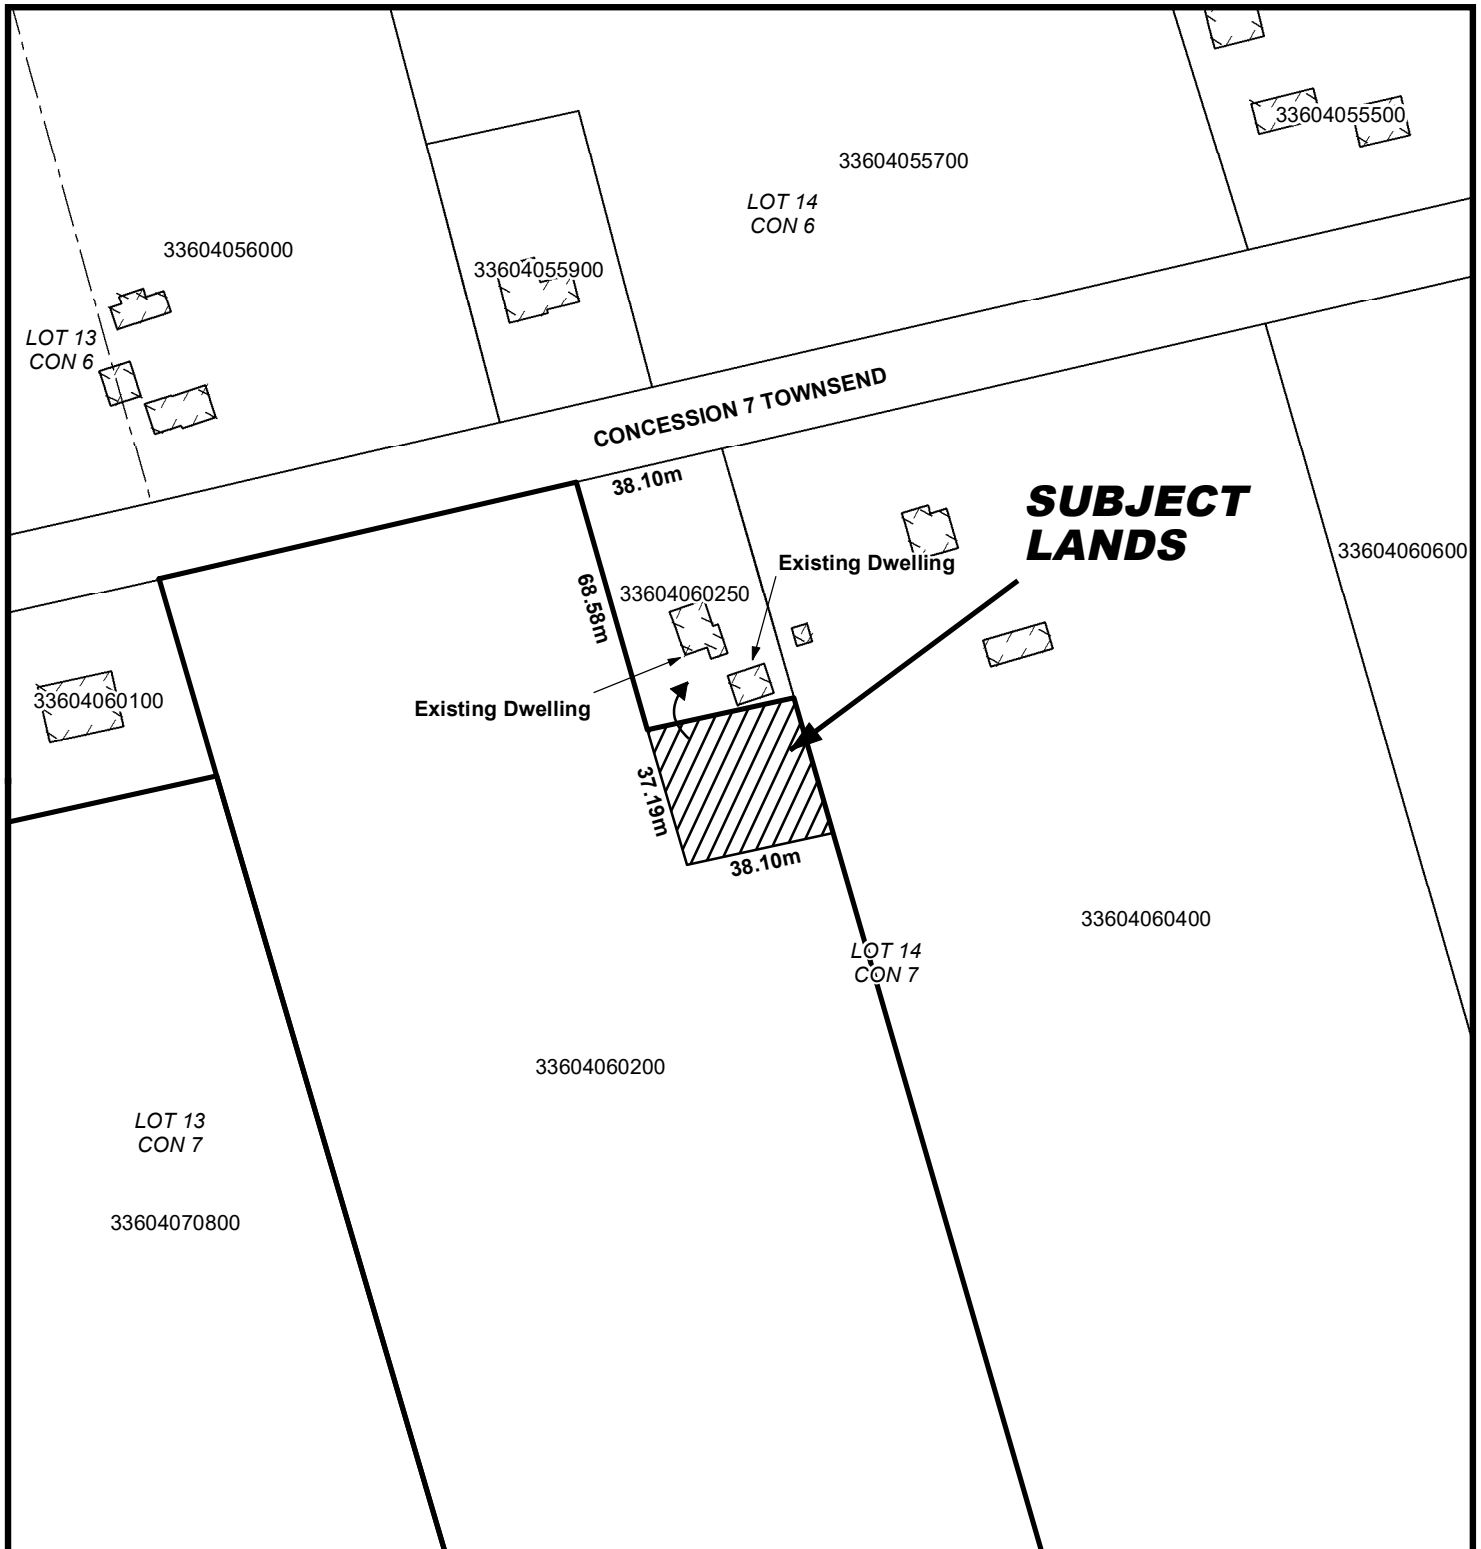 33604055500
33604055700
LOT 14
CON 6
33604056000
33604055900
LOT 13
CON 6
CONCESSION 7 TOWNSEND
38.10m
SUBJECT
LANDS
33604060600
Existing Dwelling
68.58m
33604060250
33604060100
Existing Dwelling
37.19m
38.10m
33604060400
LOT 14
CON 7
33604060200
LOT 13
CON 7
33604070800